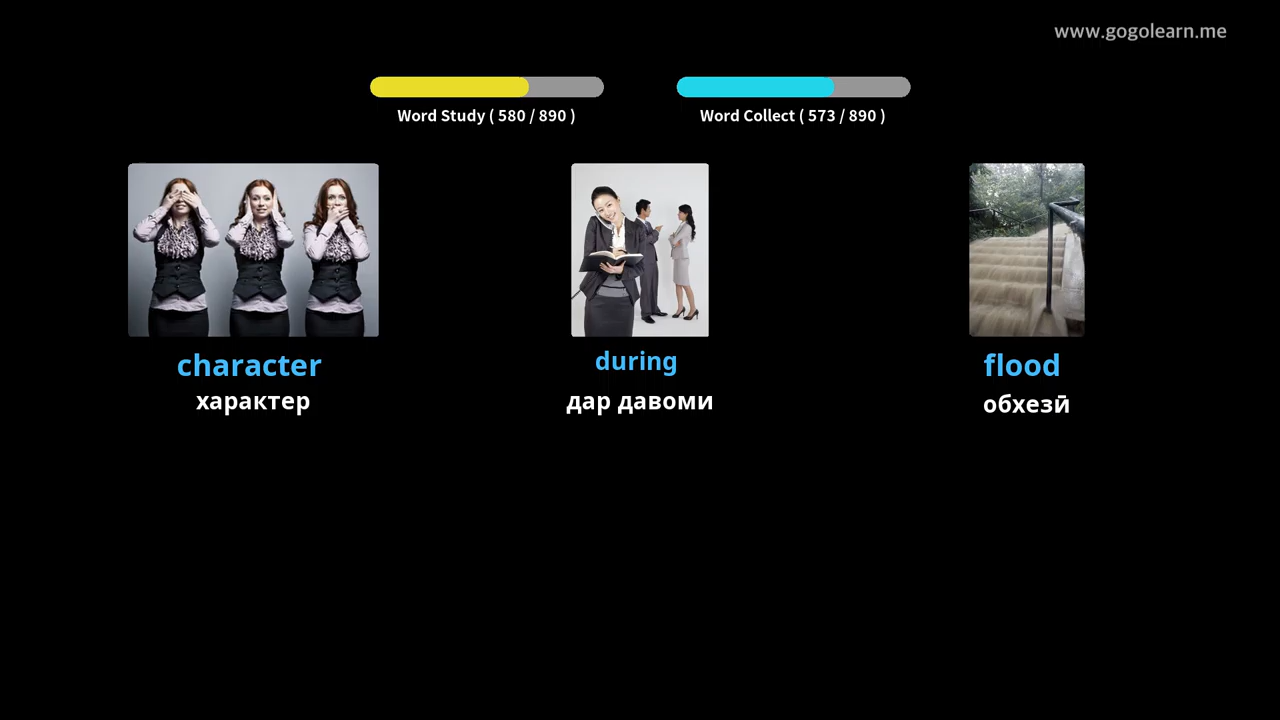 www.gogolearn.me
Word Study ( 580 / 890 )
Word Collect ( 573 / 890 )
character
during
flood
характер
дар давоми
обхезӣ